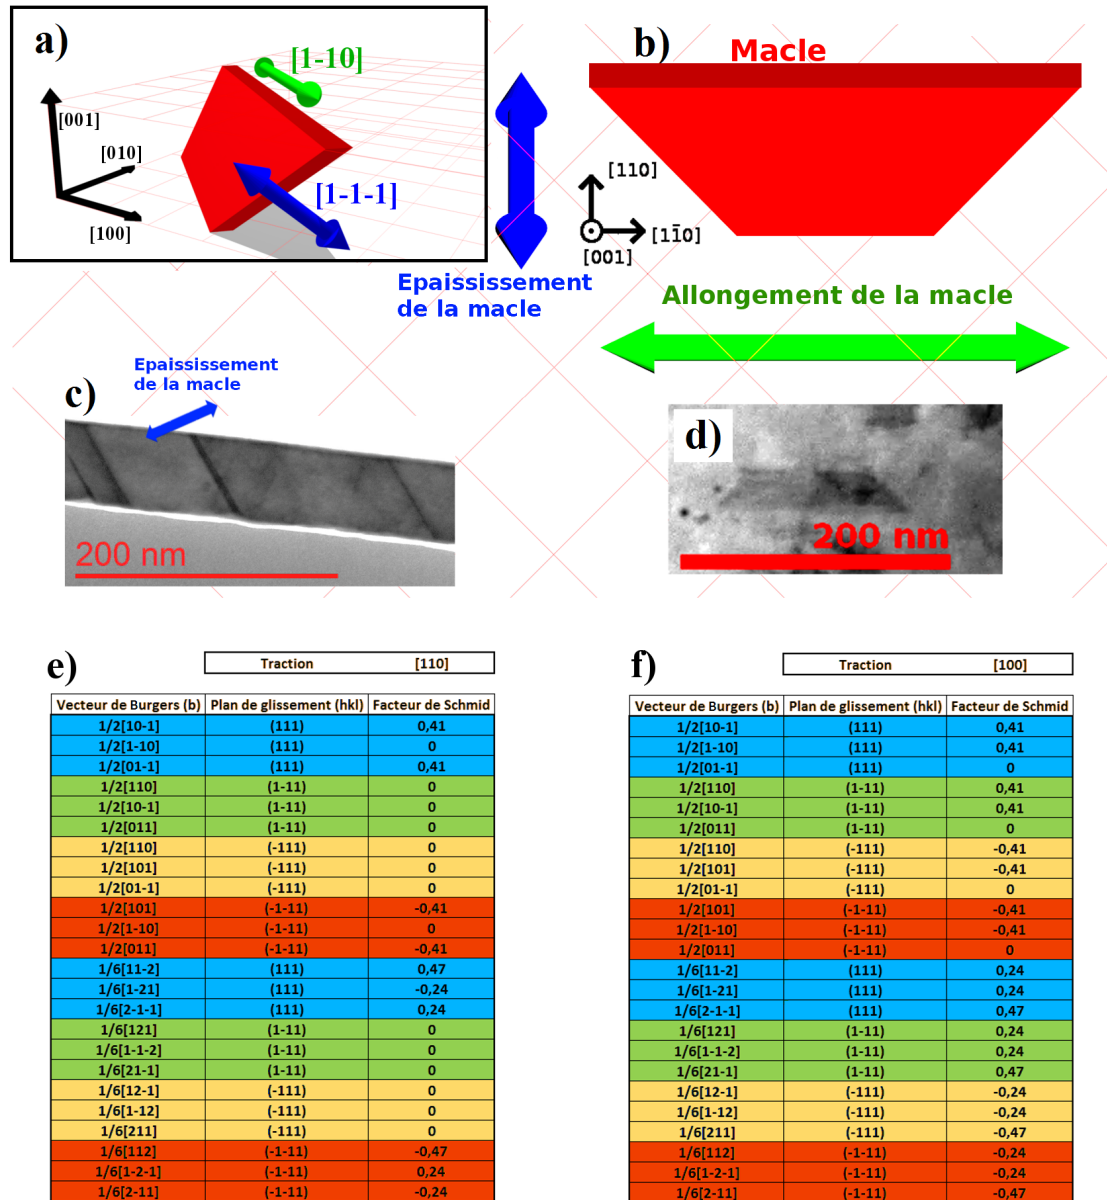 a)
[1-10]
[001]
[010]
[100]
[1-1-1]
b)
Macle
[110]
[11̄0]
[001]
Epaississement
de la macle
Allongement de la macle
Epaississement
de la macle
c)
200 nm
d)
200 nm
e)
Traction [110]
Vecteur de Burgers (b) Plan de glissement (hkl) Facteur de Schmid
1/2[10-1] (111) 0,41
1/2[1-10] (111) 0
1/2[01-1] (111) 0,41
1/2[110] (1-11) 0
1/2[10-1] (1-11) 0
1/2[011] (1-11) 0
1/2[110] (-111) 0
1/2[101] (-111) 0
1/2[01-1] (-111) 0
1/2[101] (-1-11) -0,41
1/2[1-10] (-1-11) 0
1/2[011] (-1-11) -0,41
1/6[11-2] (111) 0,47
1/6[1-21] (111) -0,24
1/6[2-1-1] (111) 0,24
1/6[121] (1-11) 0
1/6[1-1-2] (1-11) 0
1/6[21-1] (1-11) 0
1/6[12-1] (-111) 0
1/6[1-12] (-111) 0
1/6[211] (-111) 0
1/6[112] (-1-11) -0,47
1/6[1-2-1] (-1-11) 0,24
1/6[2-11] (-1-11) -0,24
f)
Traction [100]
Vecteur de Burgers (b) Plan de glissement (hkl) Facteur de Schmid
1/2[10-1] (111) 0,41
1/2[1-10] (111) 0,41
1/2[01-1] (111) 0
1/2[110] (1-11) 0,41
1/2[10-1] (1-11) 0,41
1/2[011] (1-11) 0
1/2[110] (-111) -0,41
1/2[101] (-111) -0,41
1/2[01-1] (-111) 0
1/2[101] (-1-11) -0,41
1/2[1-10] (-1-11) -0,41
1/2[011] (-1-11) 0
1/6[11-2] (111) 0,24
1/6[1-21] (111) 0,24
1/6[2-1-1] (111) 0,47
1/6[121] (1-11) 0,24
1/6[1-1-2] (1-11) 0,24
1/6[21-1] (1-11) 0,47
1/6[12-1] (-111) -0,24
1/6[1-12] (-111) -0,24
1/6[211] (-111) -0,47
1/6[112] (-1-11) -0,24
1/6[1-2-1] (-1-11) -0,24
1/6[2-11] (-1-11) -0,47